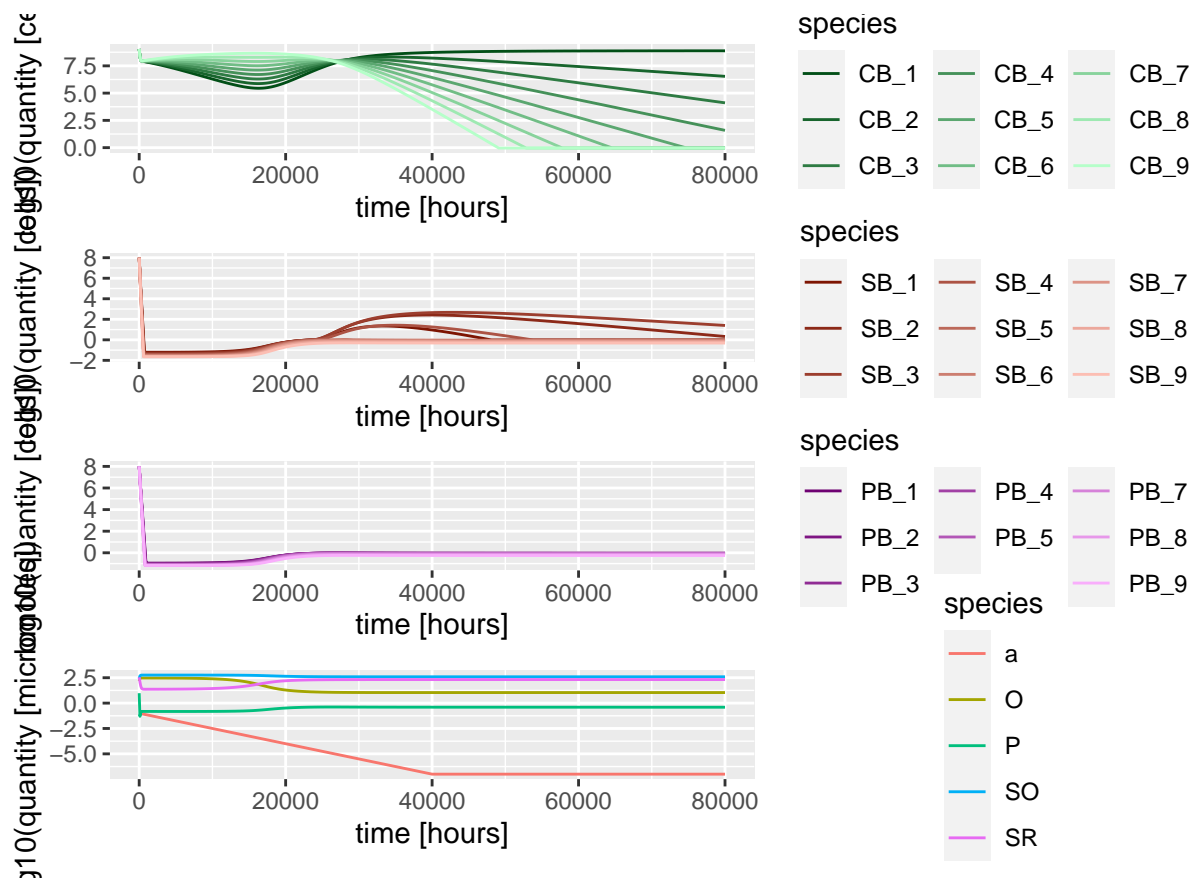 species
CB_1 CB_4 CB_7
CB_2 CB_5 CB_8
CB_3 CB_6 CB_9
7.5
5.0
2.5
0.0
0 20000 40000 60000 80000
time [hours]
species
SB_1 SB_4 SB_7
SB_2 SB_5 SB_8
SB_3 SB_6 SB_9
8
6
4
2
0
−2
0 20000 40000 60000 80000
time [hours]
species
PB_1 PB_4 PB_7
PB_2 PB_5 PB_8
PB_3 PB_9
8
6
4
2
0
0 20000 40000 60000 80000
time [hours]
species
a
O
P
SO
SR
2.5
0.0
−2.5
−5.0
0 20000 40000 60000 80000
time [hours]